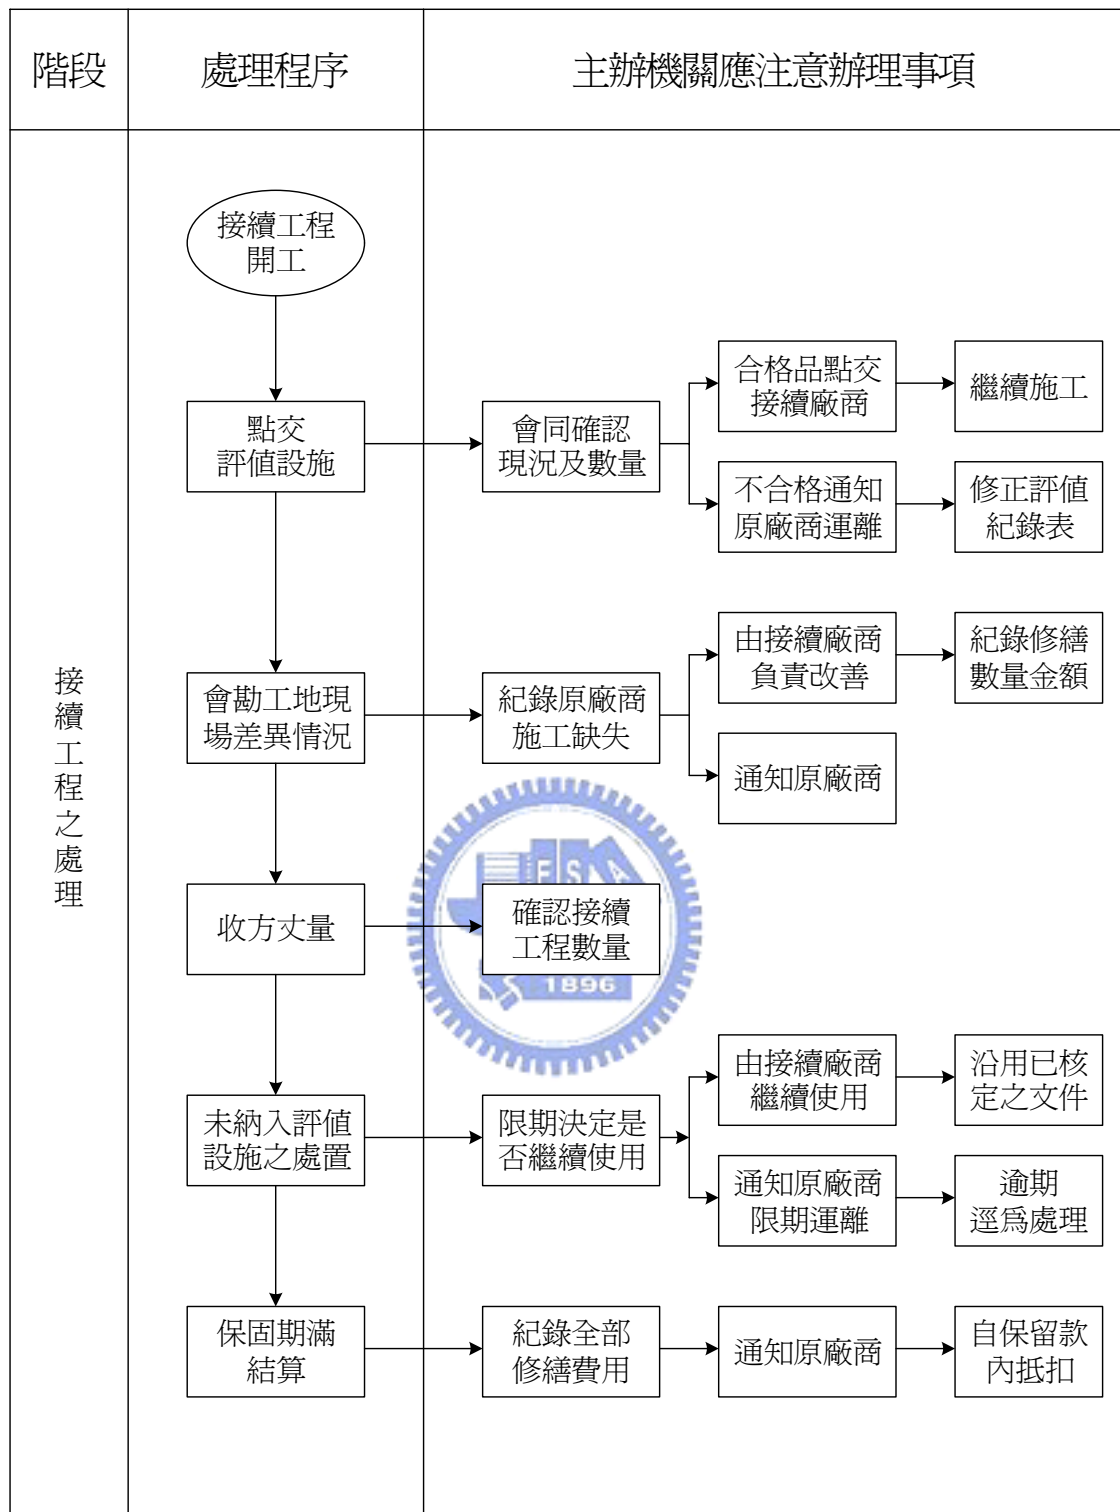 階段
處理程序
主辦機關應注意辦理事項
接續工程之處理
接續工程
開工
點交
評值設施
會同確認
現況及數量
合格品點交
接續廠商
繼續施工
不合格通知
原廠商運離
修正評值
紀錄表
會勘工地現
場差異情況
紀錄原廠商
施工缺失
由接續廠商
負責改善
紀錄修繕
數量金額
通知原廠商
收方丈量
確認接續
工程數量
ESA
1896
未納入評值
設施之處置
限期決定是
否繼續使用
由接續廠商
繼續使用
沿用已核
定之文件
通知原廠商
限期運離
逾期
逕為處理
保固期滿
結算
紀錄全部
修繕費用
通知原廠商
自保留款
內抵扣